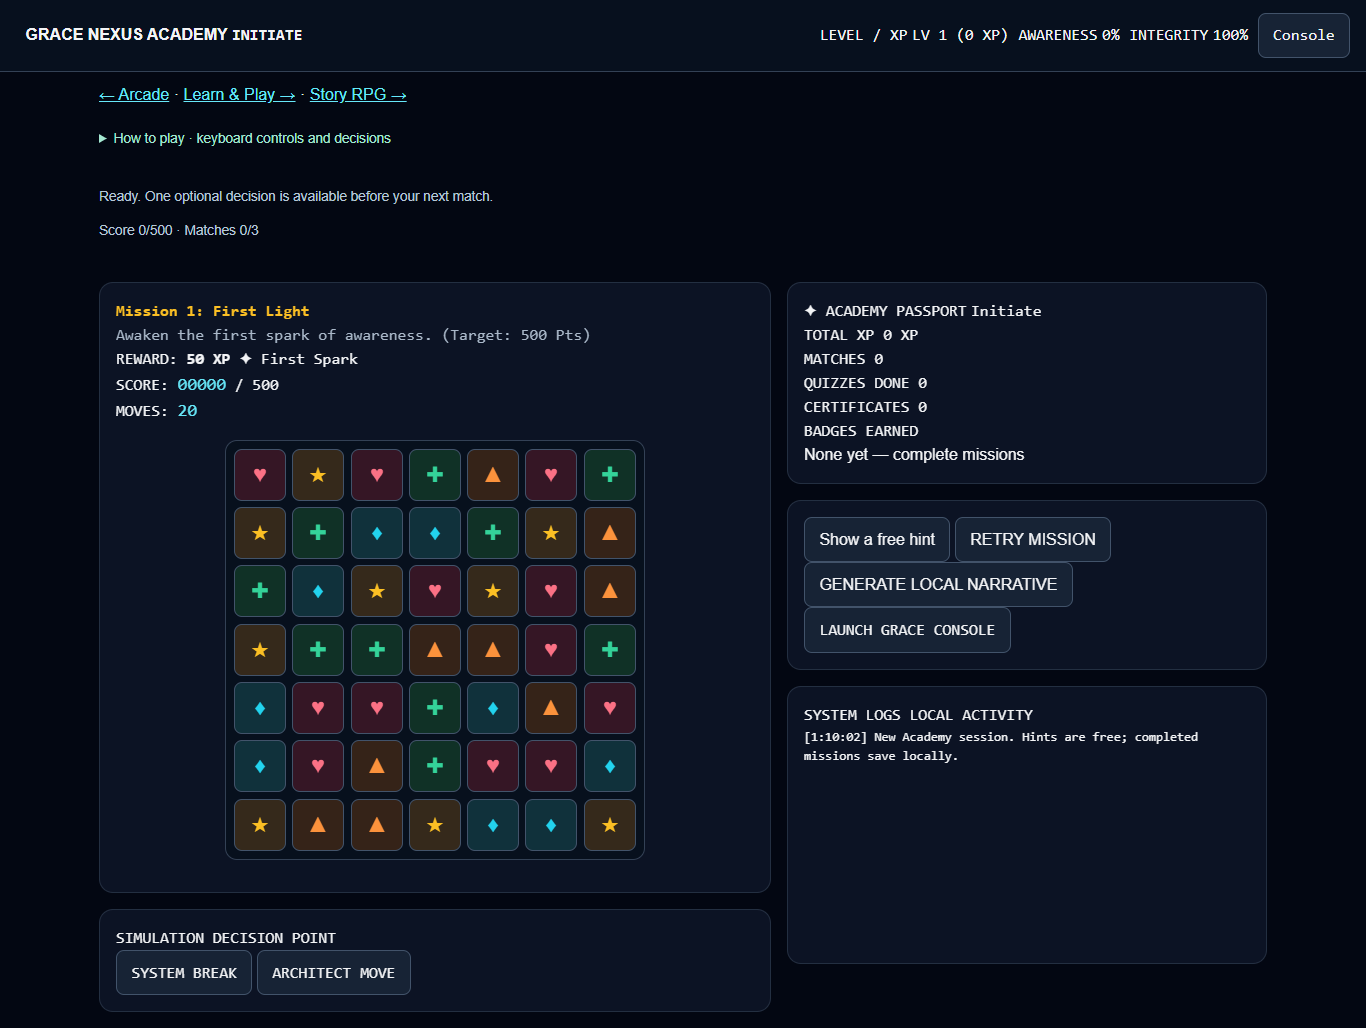 GRACE NEXUS ACADEMY INITIATE
LEVEL / XP LV 1 (0 XP) AWARENESS 0% INTEGRITY 100% Console
← Arcade · Learn & Play → · Story RPG →
▶ How to play · keyboard controls and decisions
Ready. One optional decision is available before your next match.
Score 0/500 · Matches 0/3
Mission 1: First Light
Awaken the first spark of awareness. (Target: 500 Pts)
REWARD: 50 XP ✦ First Spark
SCORE: 00000 / 500
MOVES: 20
SIMULATION DECISION POINT
SYSTEM BREAK ARCHITECT MOVE
✦ ACADEMY PASSPORT Initiate
TOTAL XP 0 XP
MATCHES 0
QUIZZES DONE 0
CERTIFICATES 0
BADGES EARNED
None yet — complete missions
Show a free hint RETRY MISSION
GENERATE LOCAL NARRATIVE
LAUNCH GRACE CONSOLE
SYSTEM LOGS LOCAL ACTIVITY
[1:10:02] New Academy session. Hints are free; completed
missions save locally.